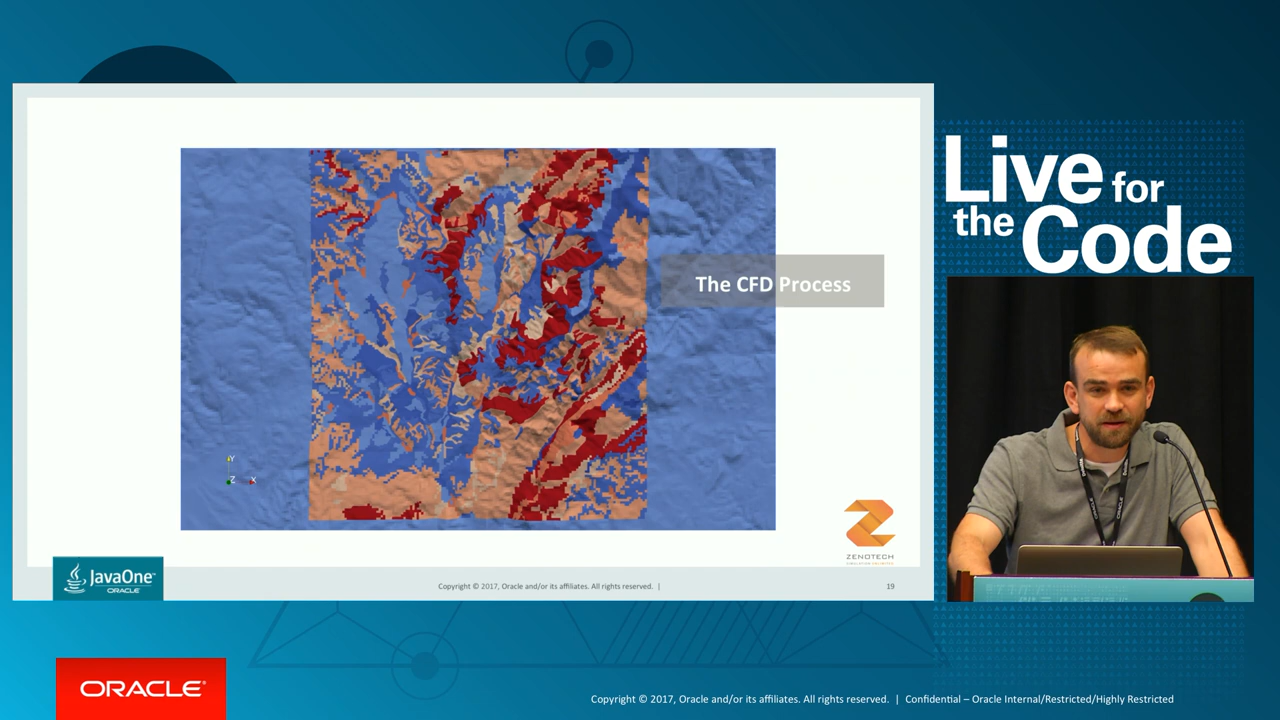 The CFD Process
Y
Z X
ZENOTECH
JavaOne™
ORACLE
Copyright © 2017, Oracle and/or its affiliates. All rights reserved. |
19
Live for
the Code
ORACLE®
Copyright © 2017, Oracle and/or its affiliates. All rights reserved. | Confidential – Oracle Internal/Restricted/Highly Restricted